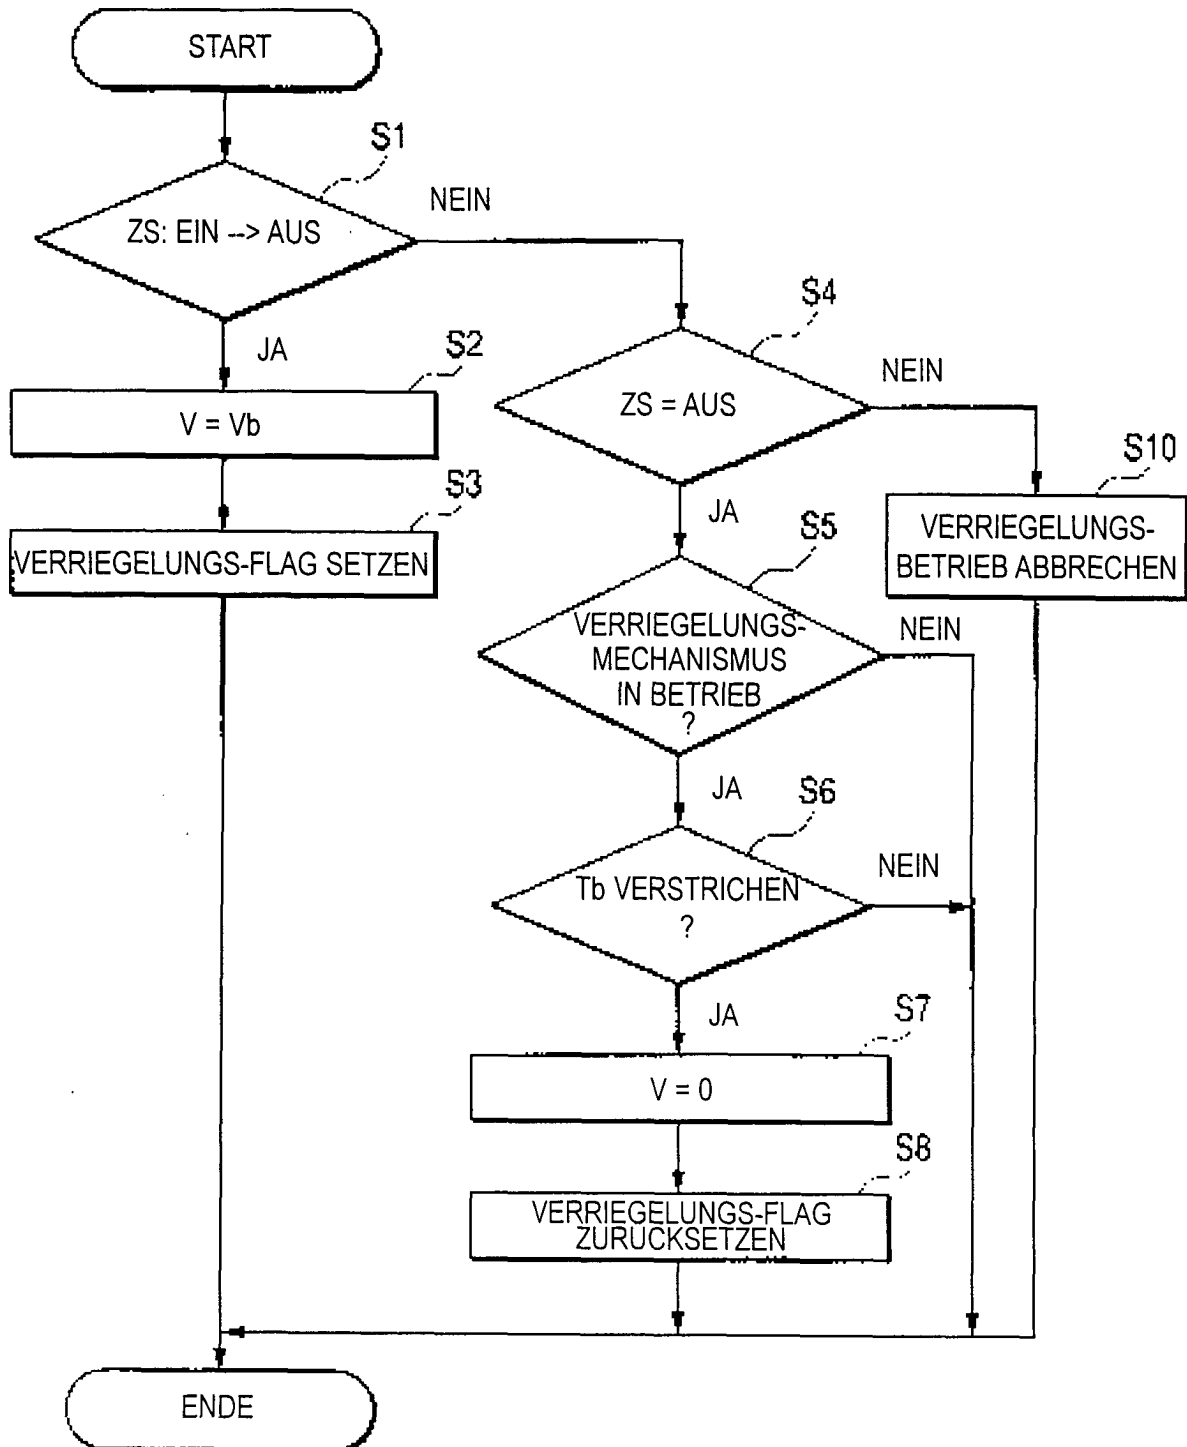 START
S1
NEIN
ZS: EIN --> AUS
S4
JA
S2
NEIN
V = Vb
ZS = AUS
S10
S3
JA
VERRIEGELUNGS-
BETRIEB ABBRECHEN
VERRIEGELUNGS-FLAG SETZEN
S5
VERRIEGELUNGS-
MECHANISMUS
IN BETRIEB
?
NEIN
JA
S6
NEIN
Tb VERSTRICHEN
?
JA
S7
V = 0
S8
VERRIEGELUNGS-FLAG
ZURÜCKSETZEN
ENDE